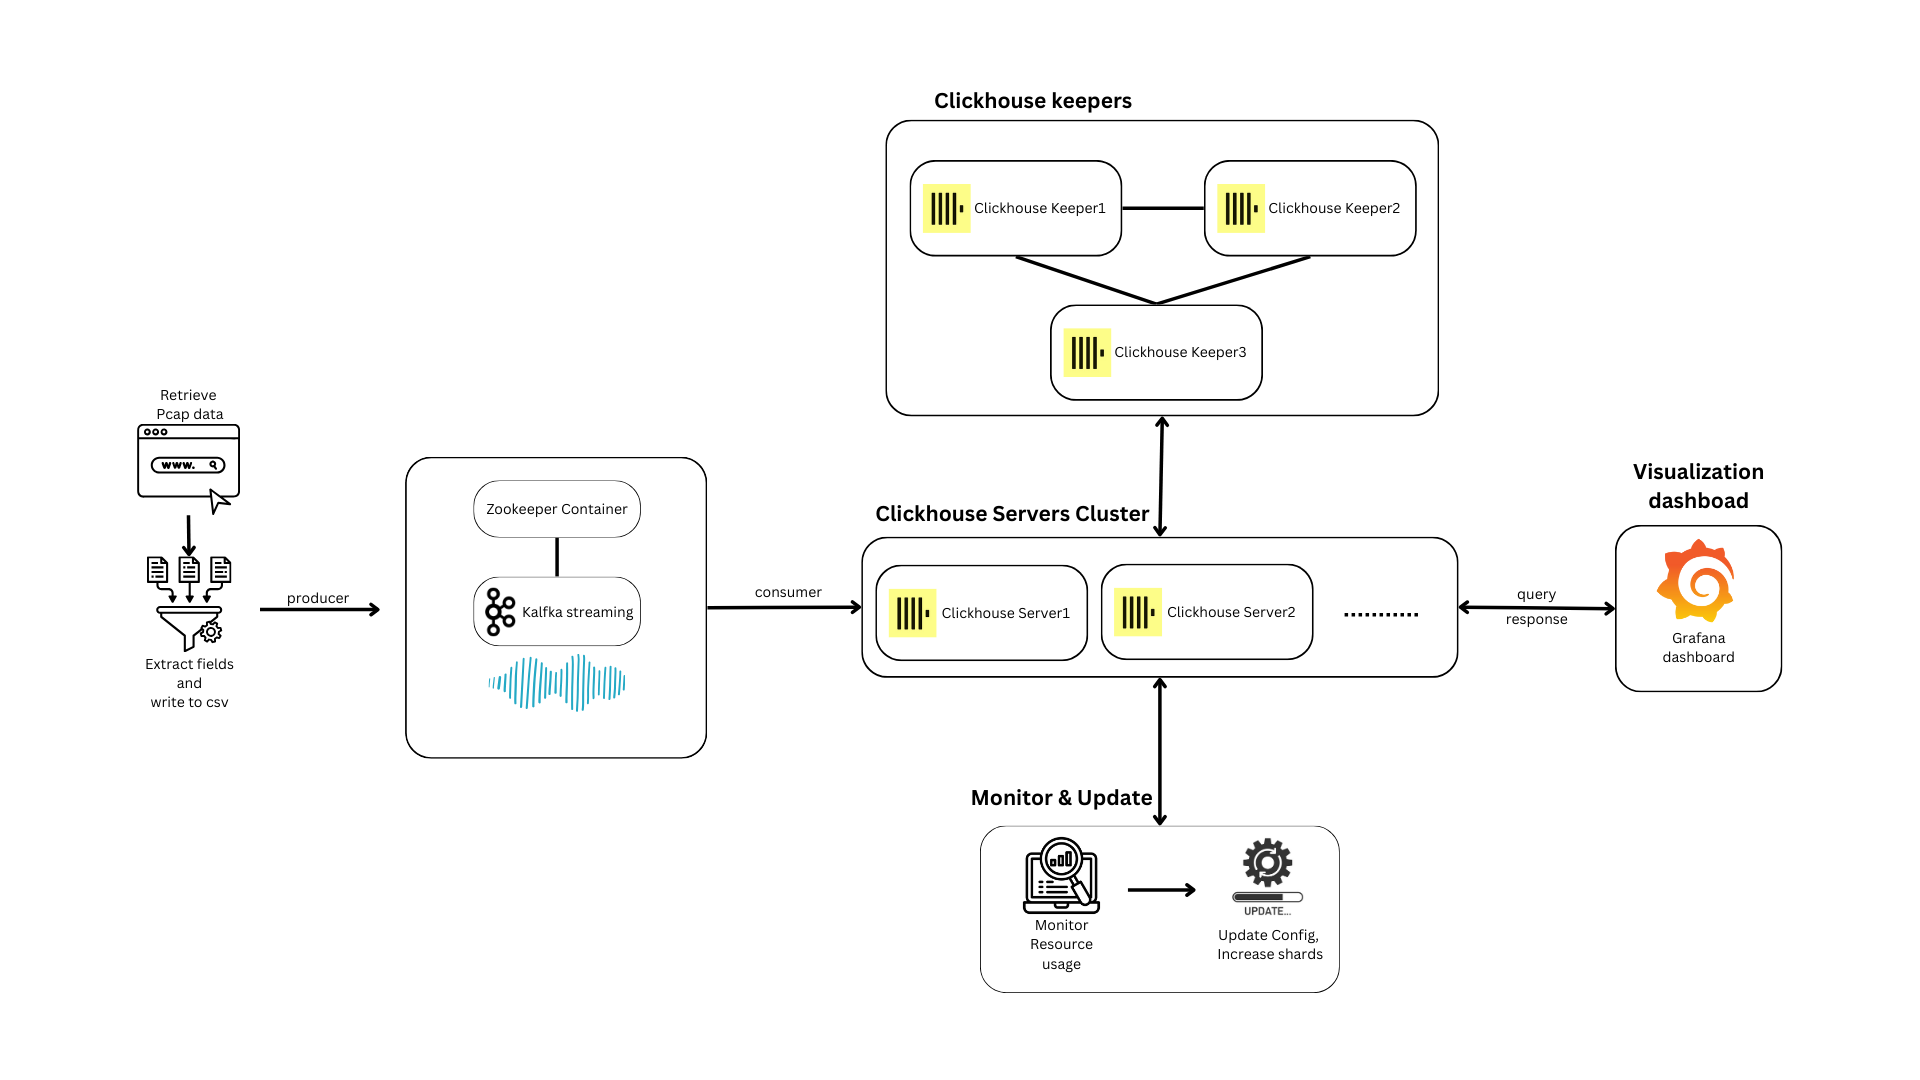 Clickhouse keepers
Clickhouse Keeper1
Clickhouse Keeper2
Clickhouse Keeper3
Retrieve
Pcap data
www.
Extract fields
and
write to csv
producer
Zookeeper Container
Kalfka streaming
consumer
Clickhouse Servers Cluster
Clickhouse Server1
Clickhouse Server2
...........
query
response
Visualization
dashboad
Grafana
dashboard
Monitor & Update
Monitor
Resource
usage
UPDATE...
Update Config,
Increase shards